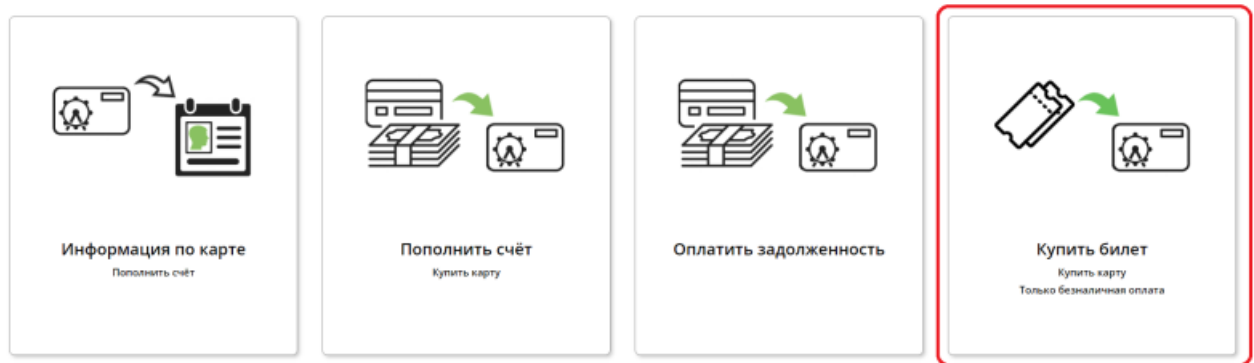 Информация по карте
Пополнить счёт
Пополнить счёт
Купить карту
Оплатить задолженность
Купить билет
Купить карту
Только безналичная оплата